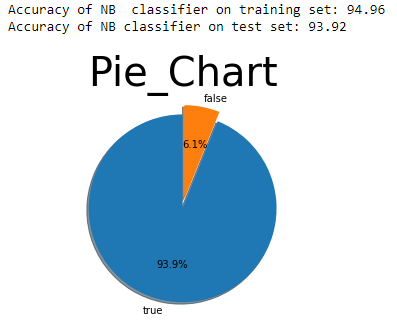 Accuracy of NB  classifier on training set: 94.96
Accuracy of NB classifier on test set: 93.92
Pie_Chart
false
6.1%
93.9%
true